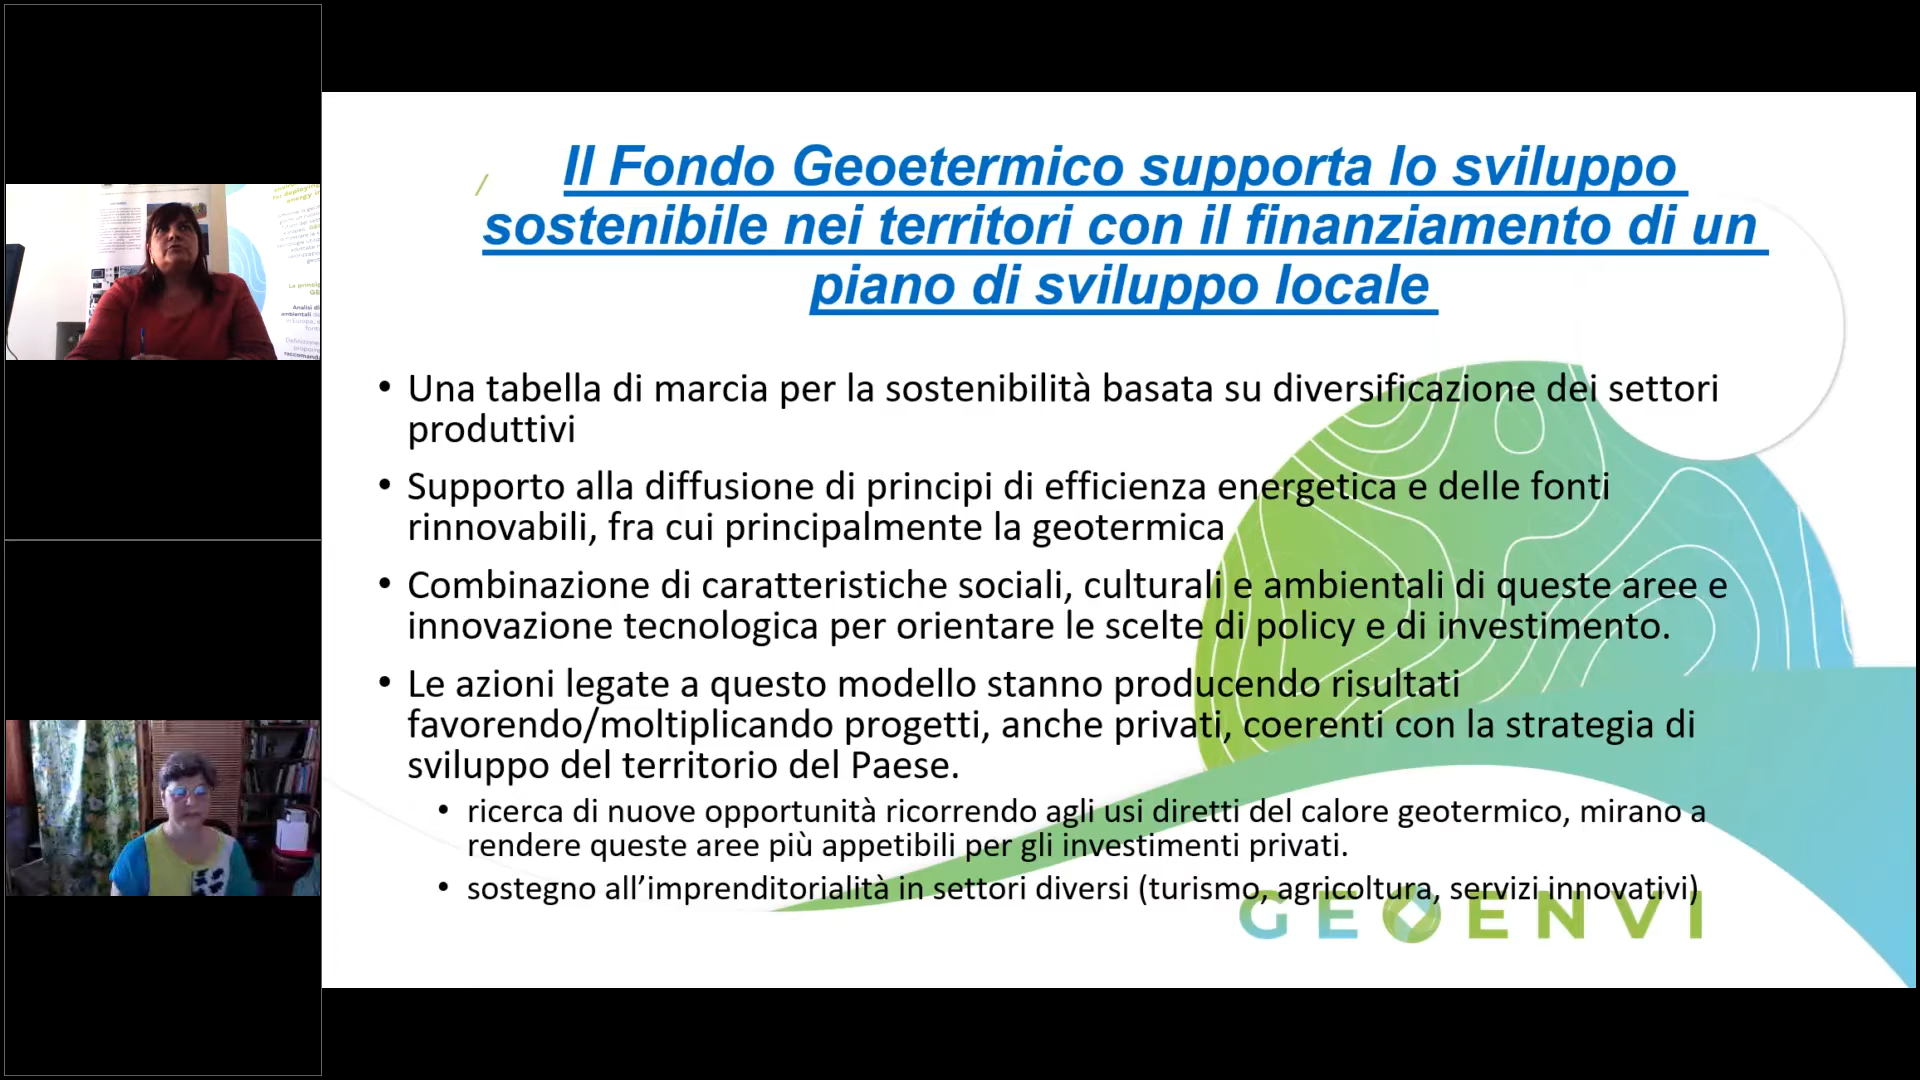 Il Fondo Geoetermico supporta lo sviluppo
sostenibile nei territori con il finanziamento di un
piano di sviluppo locale
• Una tabella di marcia per la sostenibilità basata su diversificazione dei settori
produttivi
• Supporto alla diffusione di principi di efficienza energetica e delle fonti
rinnovabili, fra cui principalmente la geotermica
• Combinazione di caratteristiche sociali, culturali e ambientali di queste aree e
innovazione tecnologica per orientare le scelte di policy e di investimento.
• Le azioni legate a questo modello stanno producendo risultati
favorendo/moltiplicando progetti, anche privati, coerenti con la strategia di
sviluppo del territorio del Paese.
• ricerca di nuove opportunità ricorrendo agli usi diretti del calore geotermico, mirano a
rendere queste aree più appetibili per gli investimenti privati.
• sostegno all’imprenditorialità in settori diversi (turismo, agricoltura, servizi innovativi)
GEOENVI